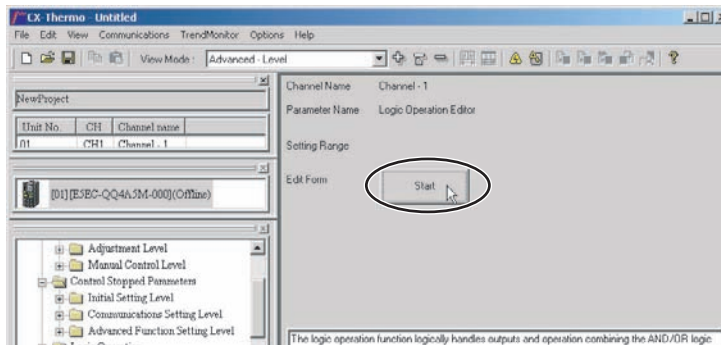 CX-Thermo - Untitled
File Edit View Communications TrendMonitor Options Help
View Mode : Advanced - Level
NewProject
Unit No. CH Channel name
01 CH1 Channel - 1
[01][E5EC-QQ4A5M-000](Offline)
Adjustment Level
Manual Control Level
Control Stopped Parameters
Initial Setting Level
Communications Setting Level
Advanced Function Setting Level
Logic Operation
Channel Name Channel - 1
Parameter Name Logic Operation Editor
Setting Range
Edit Form Start
The logic operation function logically handles outputs and operation combining the AND/OR logic